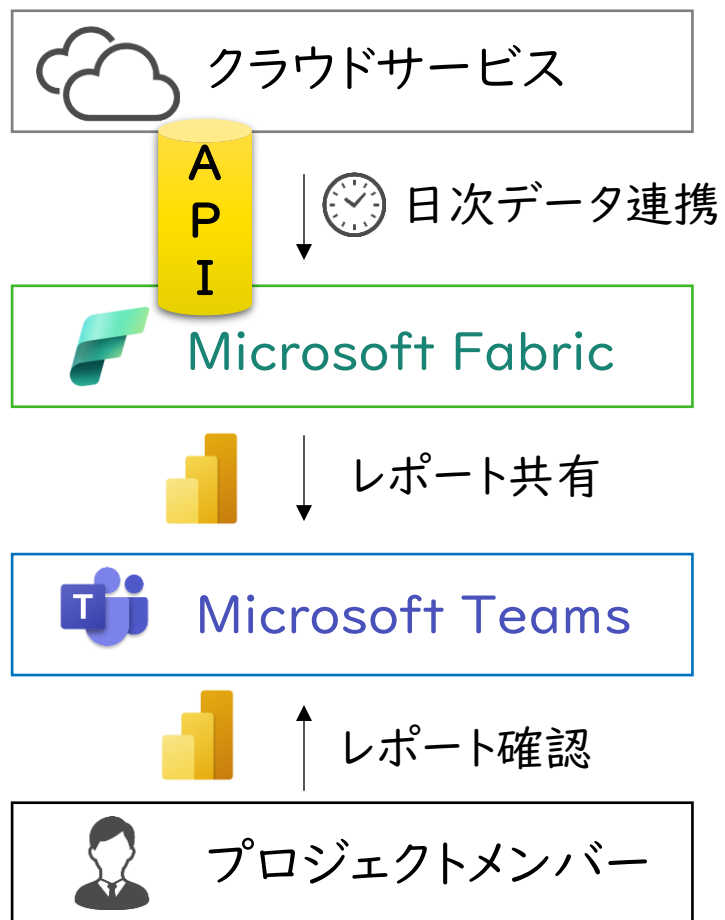 クラウドサービス
A
P
I
日次データ連携
Microsoft Fabric
レポート共有
T
Microsoft Teams
レポート確認
プロジェクトメンバー